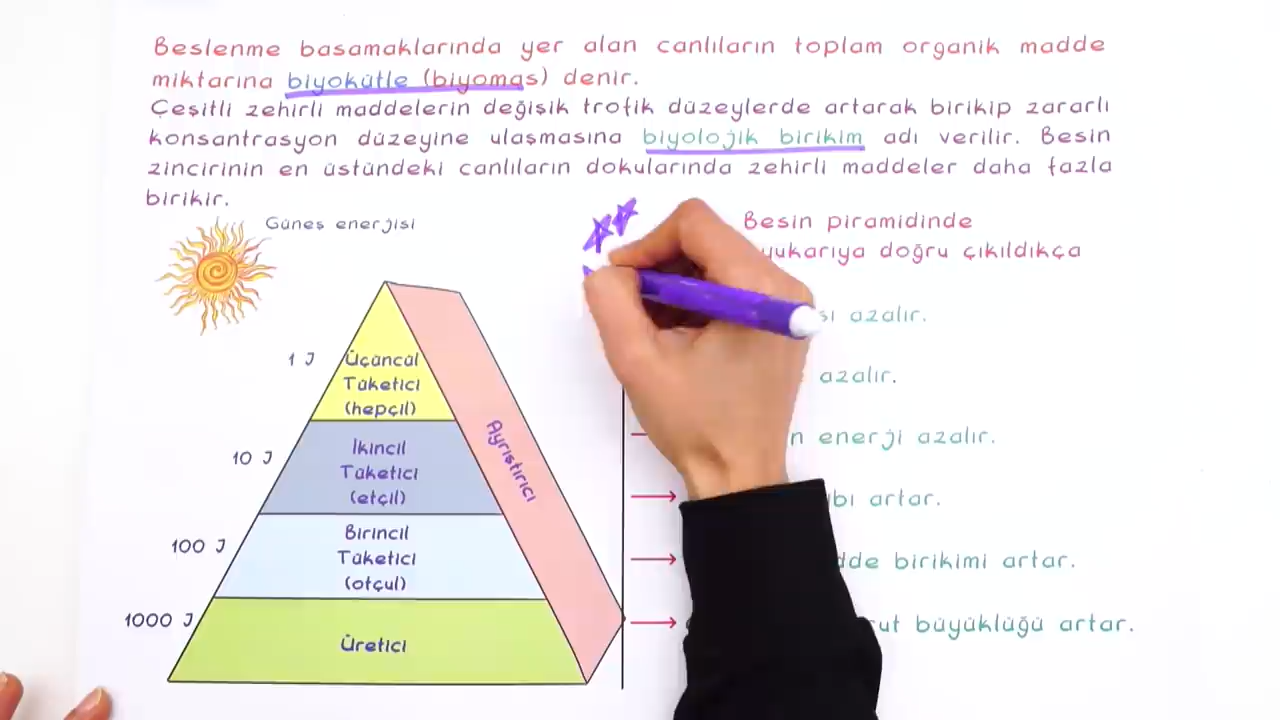 Beslenme basamaklarında yer alan canlıların toplam organik madde
miktarına biyokütle (biyomas) denir.
Çeşitli zehirli maddelerin değişik trofik düzeylerde artarak birikip zararlı
konsantrasyon düzeyine ulaşmasına biyolojik birikim adı verilir. Besin
zincirinin en üstündeki canlıların dokularında zehirli maddeler daha fazla
birikir.
Güneş enerjisi
Besin piramidinde
yukarıya doğru çıkıldıkça
azalır.
azalır.
enerji azalır.
artar.
birikimi artar.
büyüklüğü artar.
1 J
Üçüncül
Tüketici
(hepçil)
10 J
İkincil
Tüketici
(etçil)
100 J
Birincil
Tüketici
(otçul)
1000 J
Üretici
Ayrıştırıcı